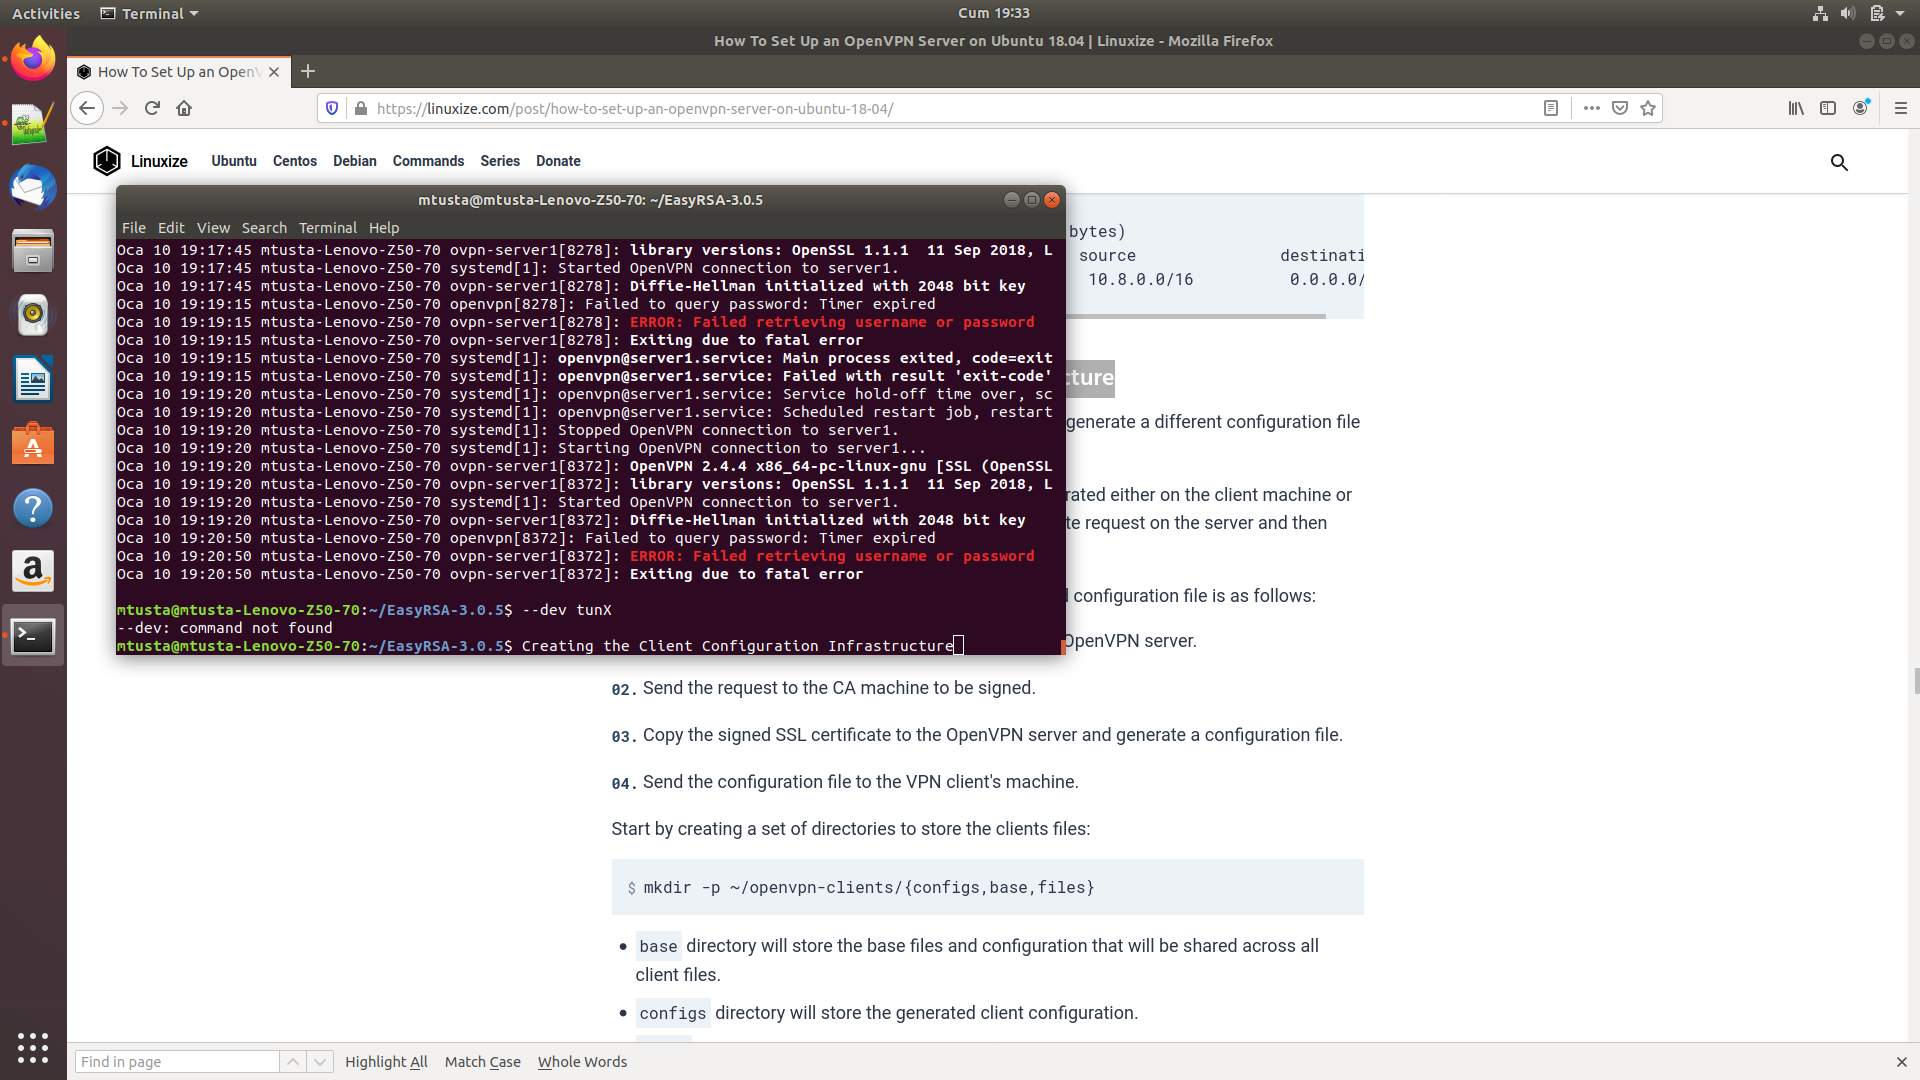 Activities
Terminal
Cum 19:33
How To Set Up an OpenVPN Server on Ubuntu 18.04 | Linuxize - Mozilla Firefox
How To Set Up an OpenV
https://linuxize.com/post/how-to-set-up-an-openvpn-server-on-ubuntu-18-04/
Linuxize
Ubuntu Centos Debian Commands Series Donate
mtusta@mtusta-Lenovo-Z50-70: ~/EasyRSA-3.0.5
File Edit View Search Terminal Help
Oca 10 19:17:45 mtusta-Lenovo-Z50-70 ovpn-server1[8278]: library versions: OpenSSL 1.1.1  11 Sep 2018, L
Oca 10 19:17:45 mtusta-Lenovo-Z50-70 systemd[1]: Started OpenVPN connection to server1.
Oca 10 19:17:45 mtusta-Lenovo-Z50-70 ovpn-server1[8278]: Diffie-Hellman initialized with 2048 bit key
Oca 10 19:19:15 mtusta-Lenovo-Z50-70 openvpn[8278]: Failed to query password: Timer expired
Oca 10 19:19:15 mtusta-Lenovo-Z50-70 ovpn-server1[8278]: ERROR: Failed retrieving username or password
Oca 10 19:19:15 mtusta-Lenovo-Z50-70 ovpn-server1[8278]: Exiting due to fatal error
Oca 10 19:19:15 mtusta-Lenovo-Z50-70 systemd[1]: openvpn@server1.service: Main process exited, code=exit
Oca 10 19:19:15 mtusta-Lenovo-Z50-70 systemd[1]: openvpn@server1.service: Failed with result 'exit-code'
Oca 10 19:19:20 mtusta-Lenovo-Z50-70 systemd[1]: openvpn@server1.service: Service hold-off time over, sc
Oca 10 19:19:20 mtusta-Lenovo-Z50-70 systemd[1]: openvpn@server1.service: Scheduled restart job, restart
Oca 10 19:19:20 mtusta-Lenovo-Z50-70 systemd[1]: Stopped OpenVPN connection to server1.
Oca 10 19:19:20 mtusta-Lenovo-Z50-70 systemd[1]: Starting OpenVPN connection to server1...
Oca 10 19:19:20 mtusta-Lenovo-Z50-70 ovpn-server1[8372]: OpenVPN 2.4.4 x86_64-pc-linux-gnu [SSL (OpenSSL
Oca 10 19:19:20 mtusta-Lenovo-Z50-70 ovpn-server1[8372]: library versions: OpenSSL 1.1.1  11 Sep 2018, L
Oca 10 19:19:20 mtusta-Lenovo-Z50-70 systemd[1]: Started OpenVPN connection to server1.
Oca 10 19:19:20 mtusta-Lenovo-Z50-70 ovpn-server1[8372]: Diffie-Hellman initialized with 2048 bit key
Oca 10 19:20:50 mtusta-Lenovo-Z50-70 openvpn[8372]: Failed to query password: Timer expired
Oca 10 19:20:50 mtusta-Lenovo-Z50-70 ovpn-server1[8372]: ERROR: Failed retrieving username or password
Oca 10 19:20:50 mtusta-Lenovo-Z50-70 ovpn-server1[8372]: Exiting due to fatal error
mtusta@mtusta-Lenovo-Z50-70:~/EasyRSA-3.0.5$ --dev tunX
--dev: command not found
mtusta@mtusta-Lenovo-Z50-70:~/EasyRSA-3.0.5$ Creating the Client Configuration Infrastructure
bytes)
source destinati
10.8.0.0/16 0.0.0.0/
cture
generate a different configuration file
rated either on the client machine or
te request on the server and then
configuration file is as follows:
OpenVPN server.
02. Send the request to the CA machine to be signed.
03. Copy the signed SSL certificate to the OpenVPN server and generate a configuration file.
04. Send the configuration file to the VPN client's machine.
Start by creating a set of directories to store the clients files:
$ mkdir -p ~/openvpn-clients/{configs,base,files}
• base directory will store the base files and configuration that will be shared across all
client files.
• configs directory will store the generated client configuration.
Find in page
Highlight All Match Case Whole Words